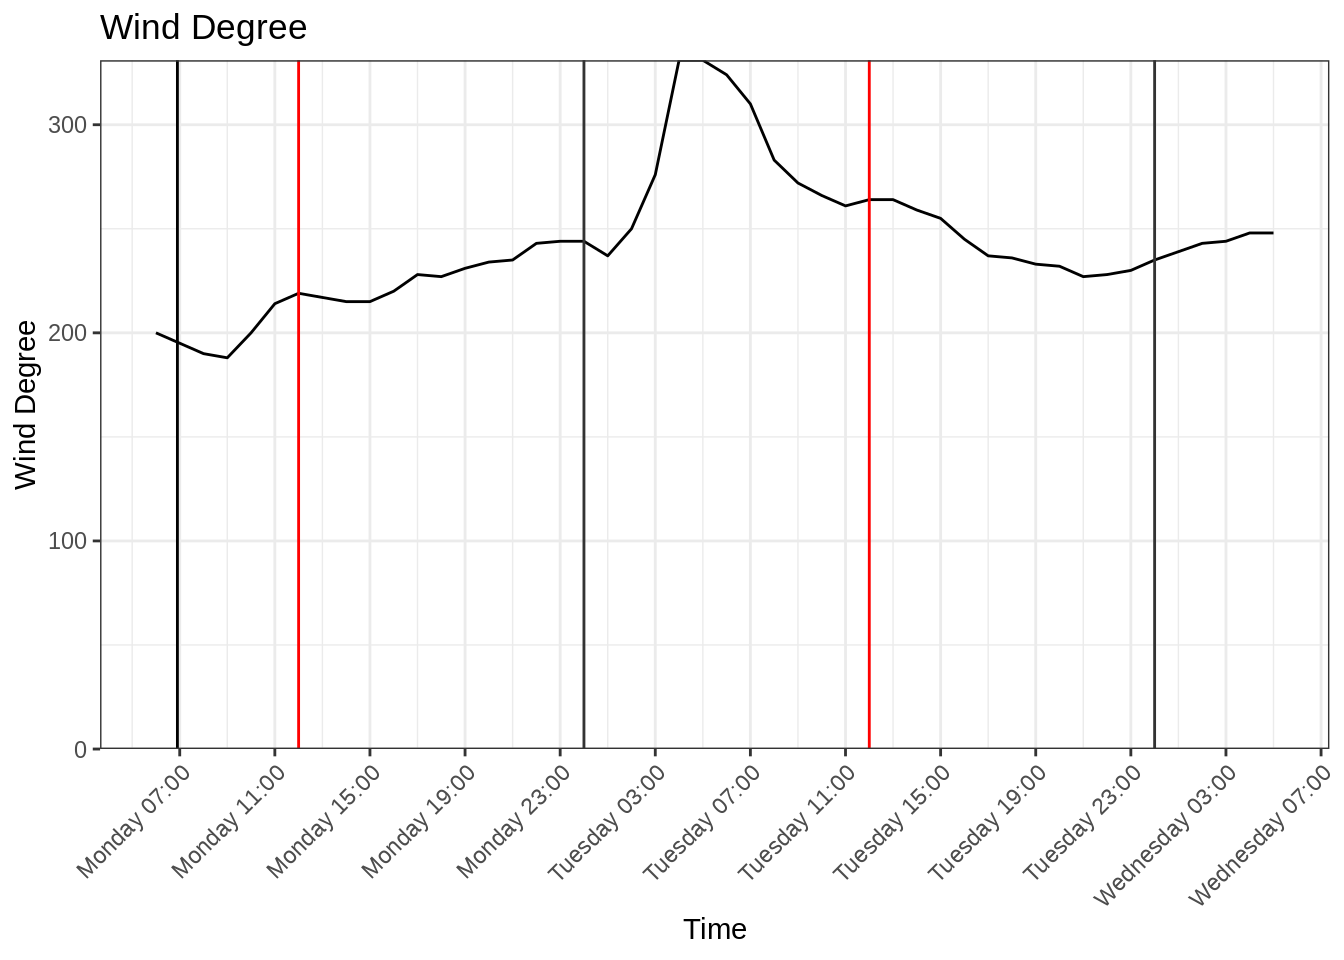 Wind Degree
Wind Degree
300
200
100
0
Monday 07:00
Monday 11:00
Monday 15:00
Monday 19:00
Monday 23:00
Tuesday 03:00
Tuesday 07:00
Tuesday 11:00
Tuesday 15:00
Tuesday 19:00
Tuesday 23:00
Wednesday 03:00
Wednesday 07:00
Time